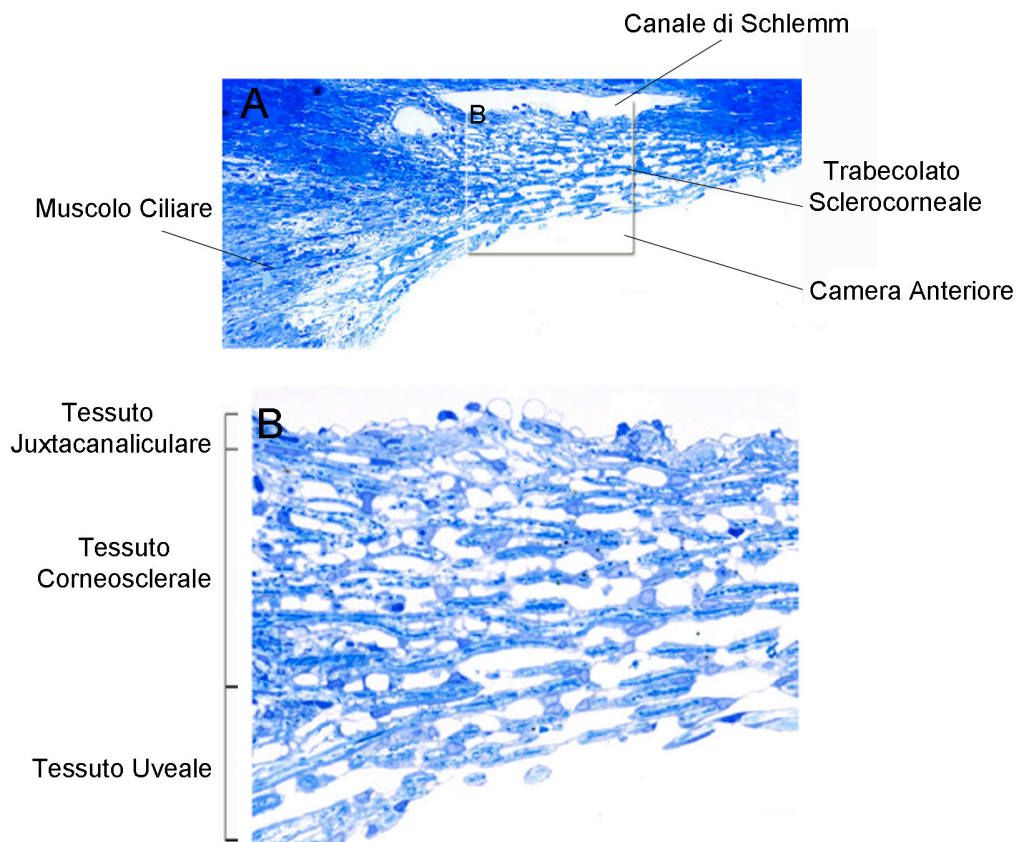 Canale di Schlemm
A
B
Muscolo Ciliare
Trabecolato
Sclerocorneale
Camera Anteriore
Tessuto
Juxtacanaliculare
B
Tessuto
Corneosclerale
Tessuto Uveale